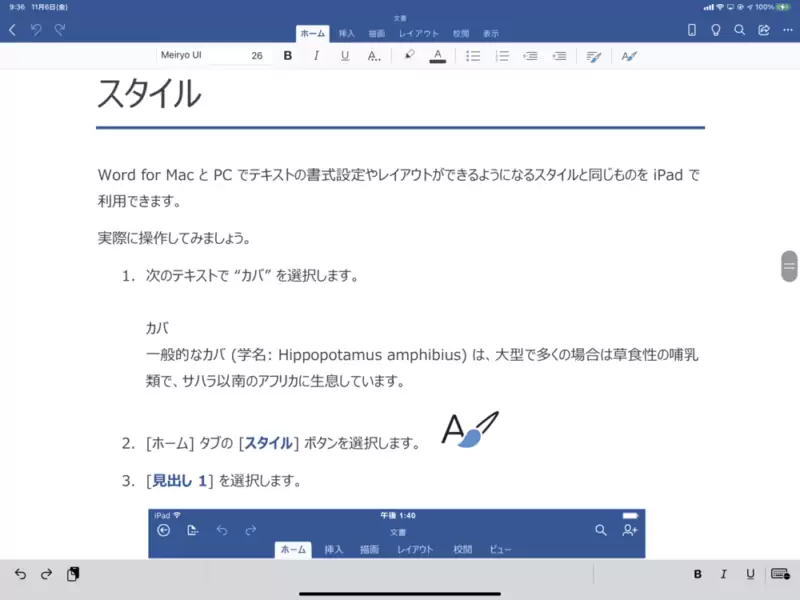 9:36 11月6日(金)
100%
文書
ホーム 挿入 描画 レイアウト 校閲 表示
Meiryo UI 26 B I U A... A A
スタイル
Word for Mac と PC でテキストの書式設定やレイアウトができるようになるスタイルと同じものを iPad で
利用できます。
実際に操作してみましょう。
1. 次のテキストで “カバ” を選択します。
カバ
一般的なカバ (学名: Hippopotamus amphibius) は、大型で多くの場合は草食性の哺乳
類で、サハラ以南のアフリカに生息しています。
2. [ホーム] タブの [スタイル] ボタンを選択します。
3. [見出し 1] を選択します。
iPad 午後 1:40
文書
ホーム 挿入 描画 レイアウト 校閲 ビュー
B I U